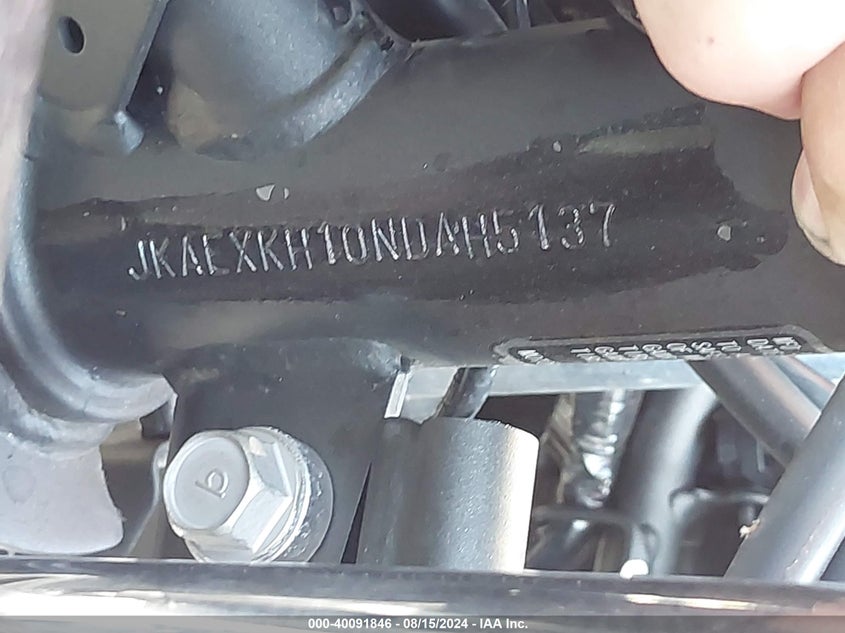 JKAEXKH10NDAH5137
000-40091846 - 08/15/2024 - IAA Inc.